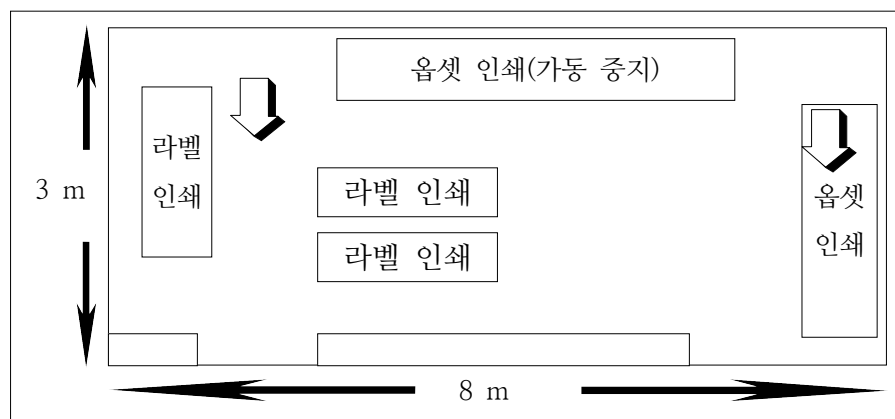 옵셋 인쇄(가동 중지)
라벨
인쇄
3 m
라벨 인쇄
라벨 인쇄
옵셋
인쇄
8 m